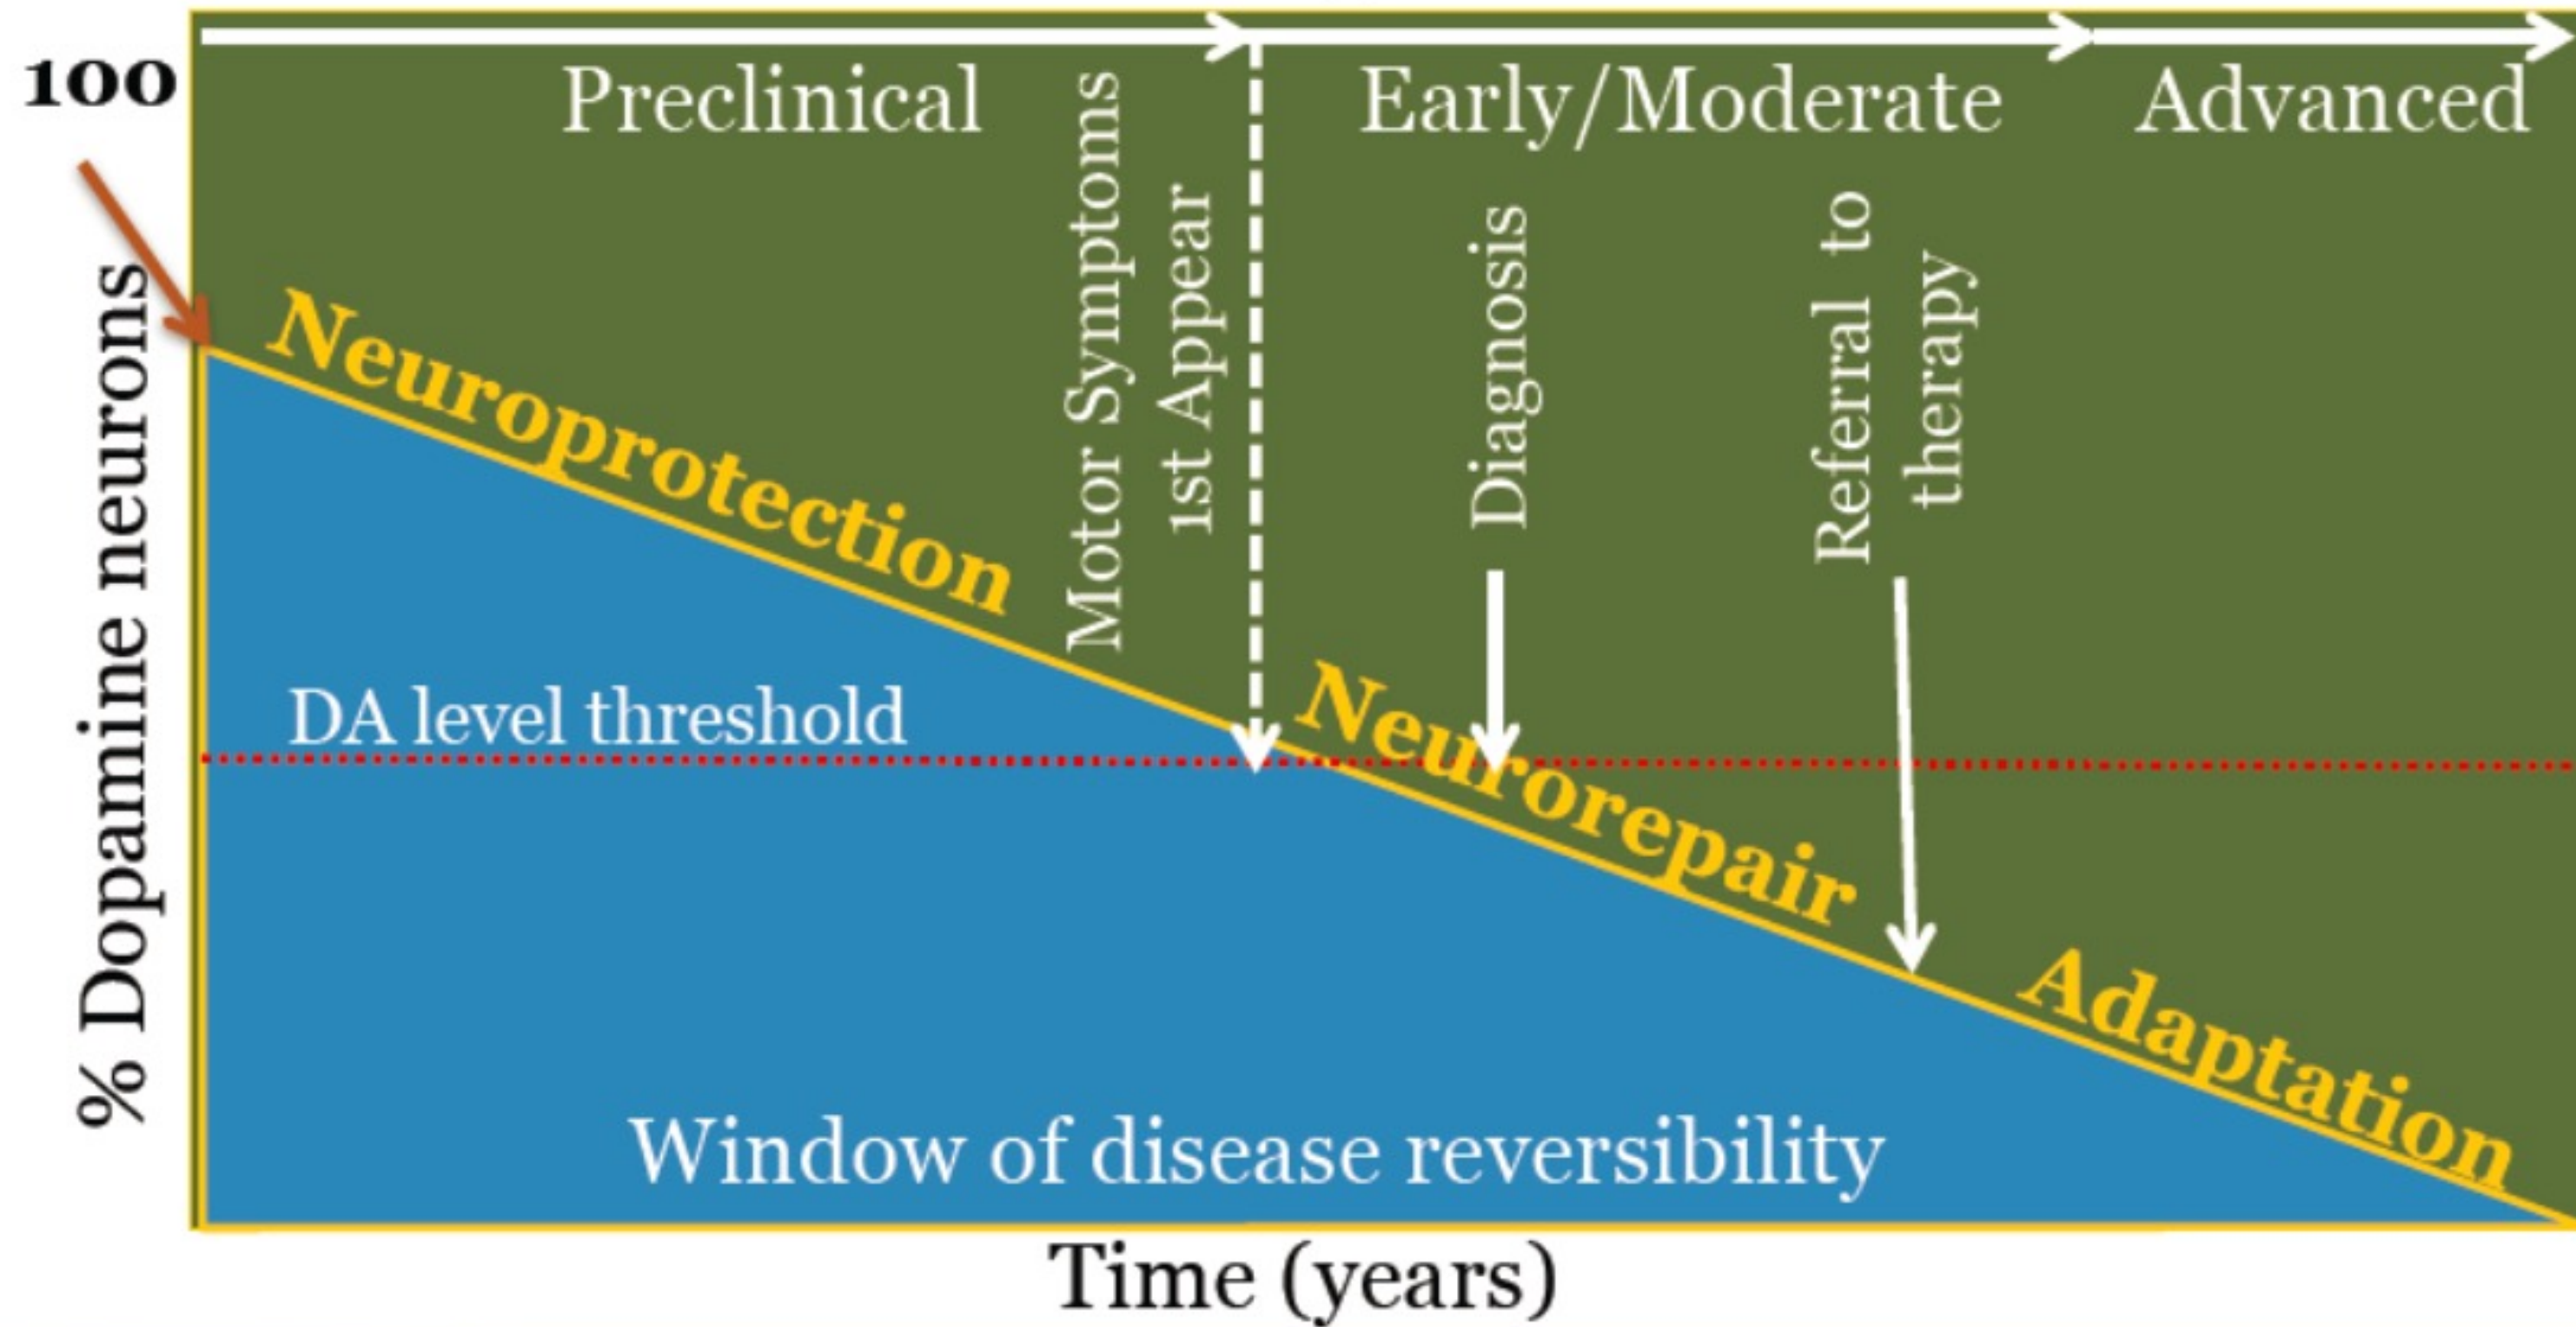 100
Preclinical
Early/Moderate
Advanced
Motor Symptoms
1st Appear
Diagnosis
Referral to
therapy
% Dopamine neurons
Neuroprotection
DA level threshold
Neurorepair
Adaptation
Window of disease reversibility
Time (years)